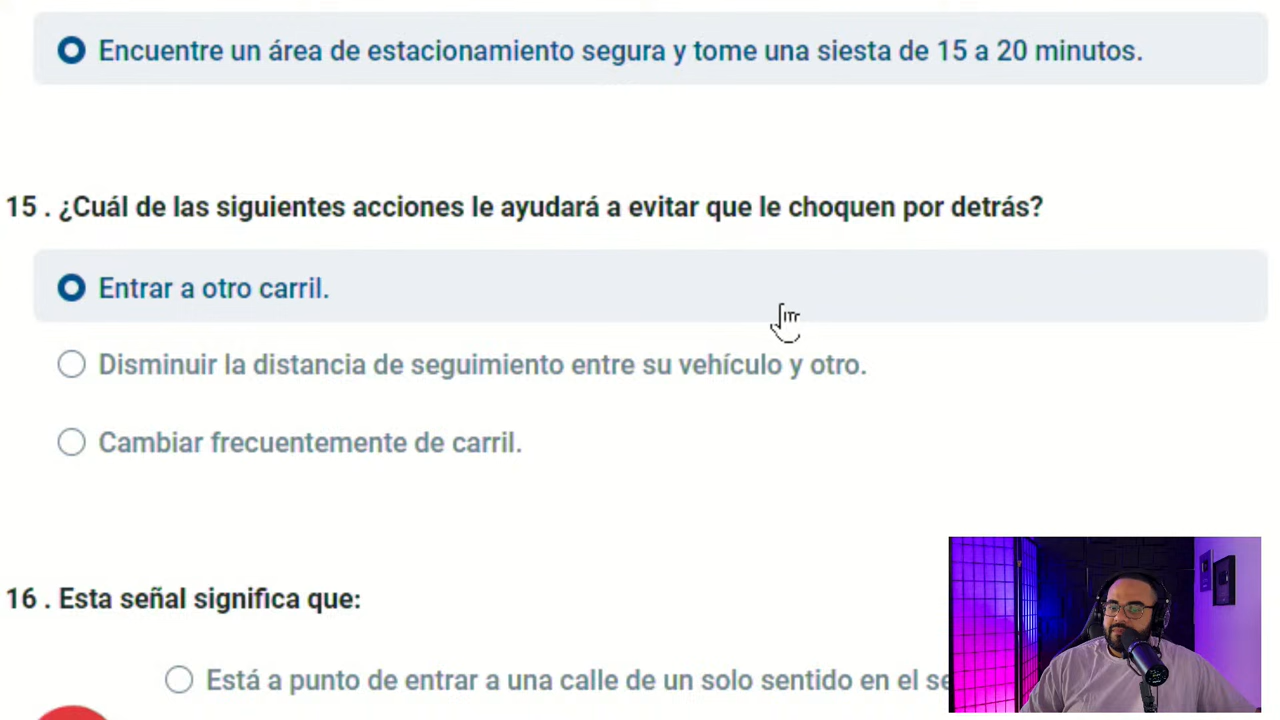 Encuentre un área de estacionamiento segura y tome una siesta de 15 a 20 minutos.
15 . ¿Cuál de las siguientes acciones le ayudará a evitar que le choquen por detrás?
Entrar a otro carril.
Disminuir la distancia de seguimiento entre su vehículo y otro.
Cambiar frecuentemente de carril.
16 . Esta señal significa que:
Está a punto de entrar a una calle de un solo sentido en el